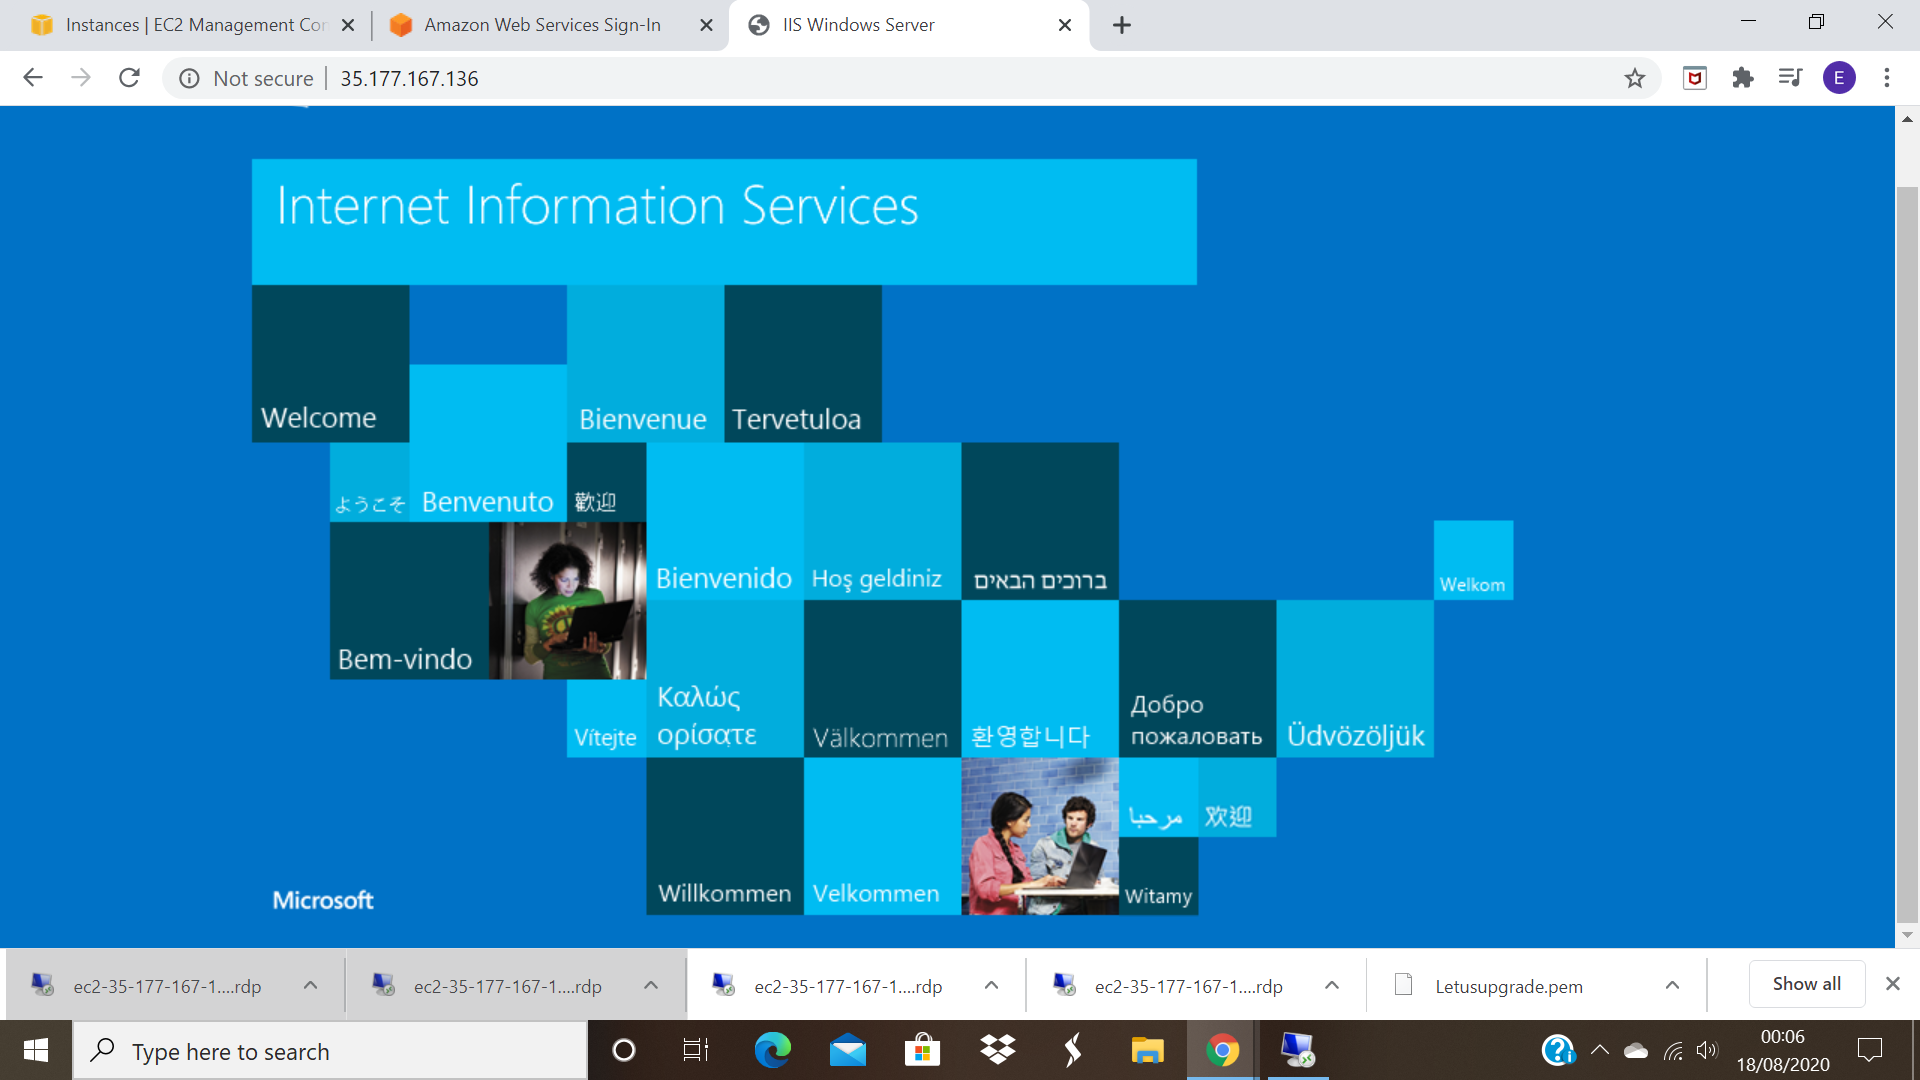 Instances | EC2 Management Con
Amazon Web Services Sign-In
IIS Windows Server
Not secure
35.177.167.136
E
Internet Information Services
Welcome
Bienvenue
Tervetuloa
ようこそ
Benvenuto
歡迎
Bienvenido
Hoş geldiniz
ברוכים הבאים
Welkom
Bem-vindo
Vítejte
Καλώς
ορίσατε
Välkommen
환영합니다
Добро
пожаловать
Üdvözöljük
مرحبا
欢迎
Microsoft
Willkommen
Velkommen
Witamy
ec2-35-177-167-1....rdp
ec2-35-177-167-1....rdp
ec2-35-177-167-1....rdp
ec2-35-177-167-1....rdp
Letusupgrade.pem
Show all
Type here to search
00:06
18/08/2020